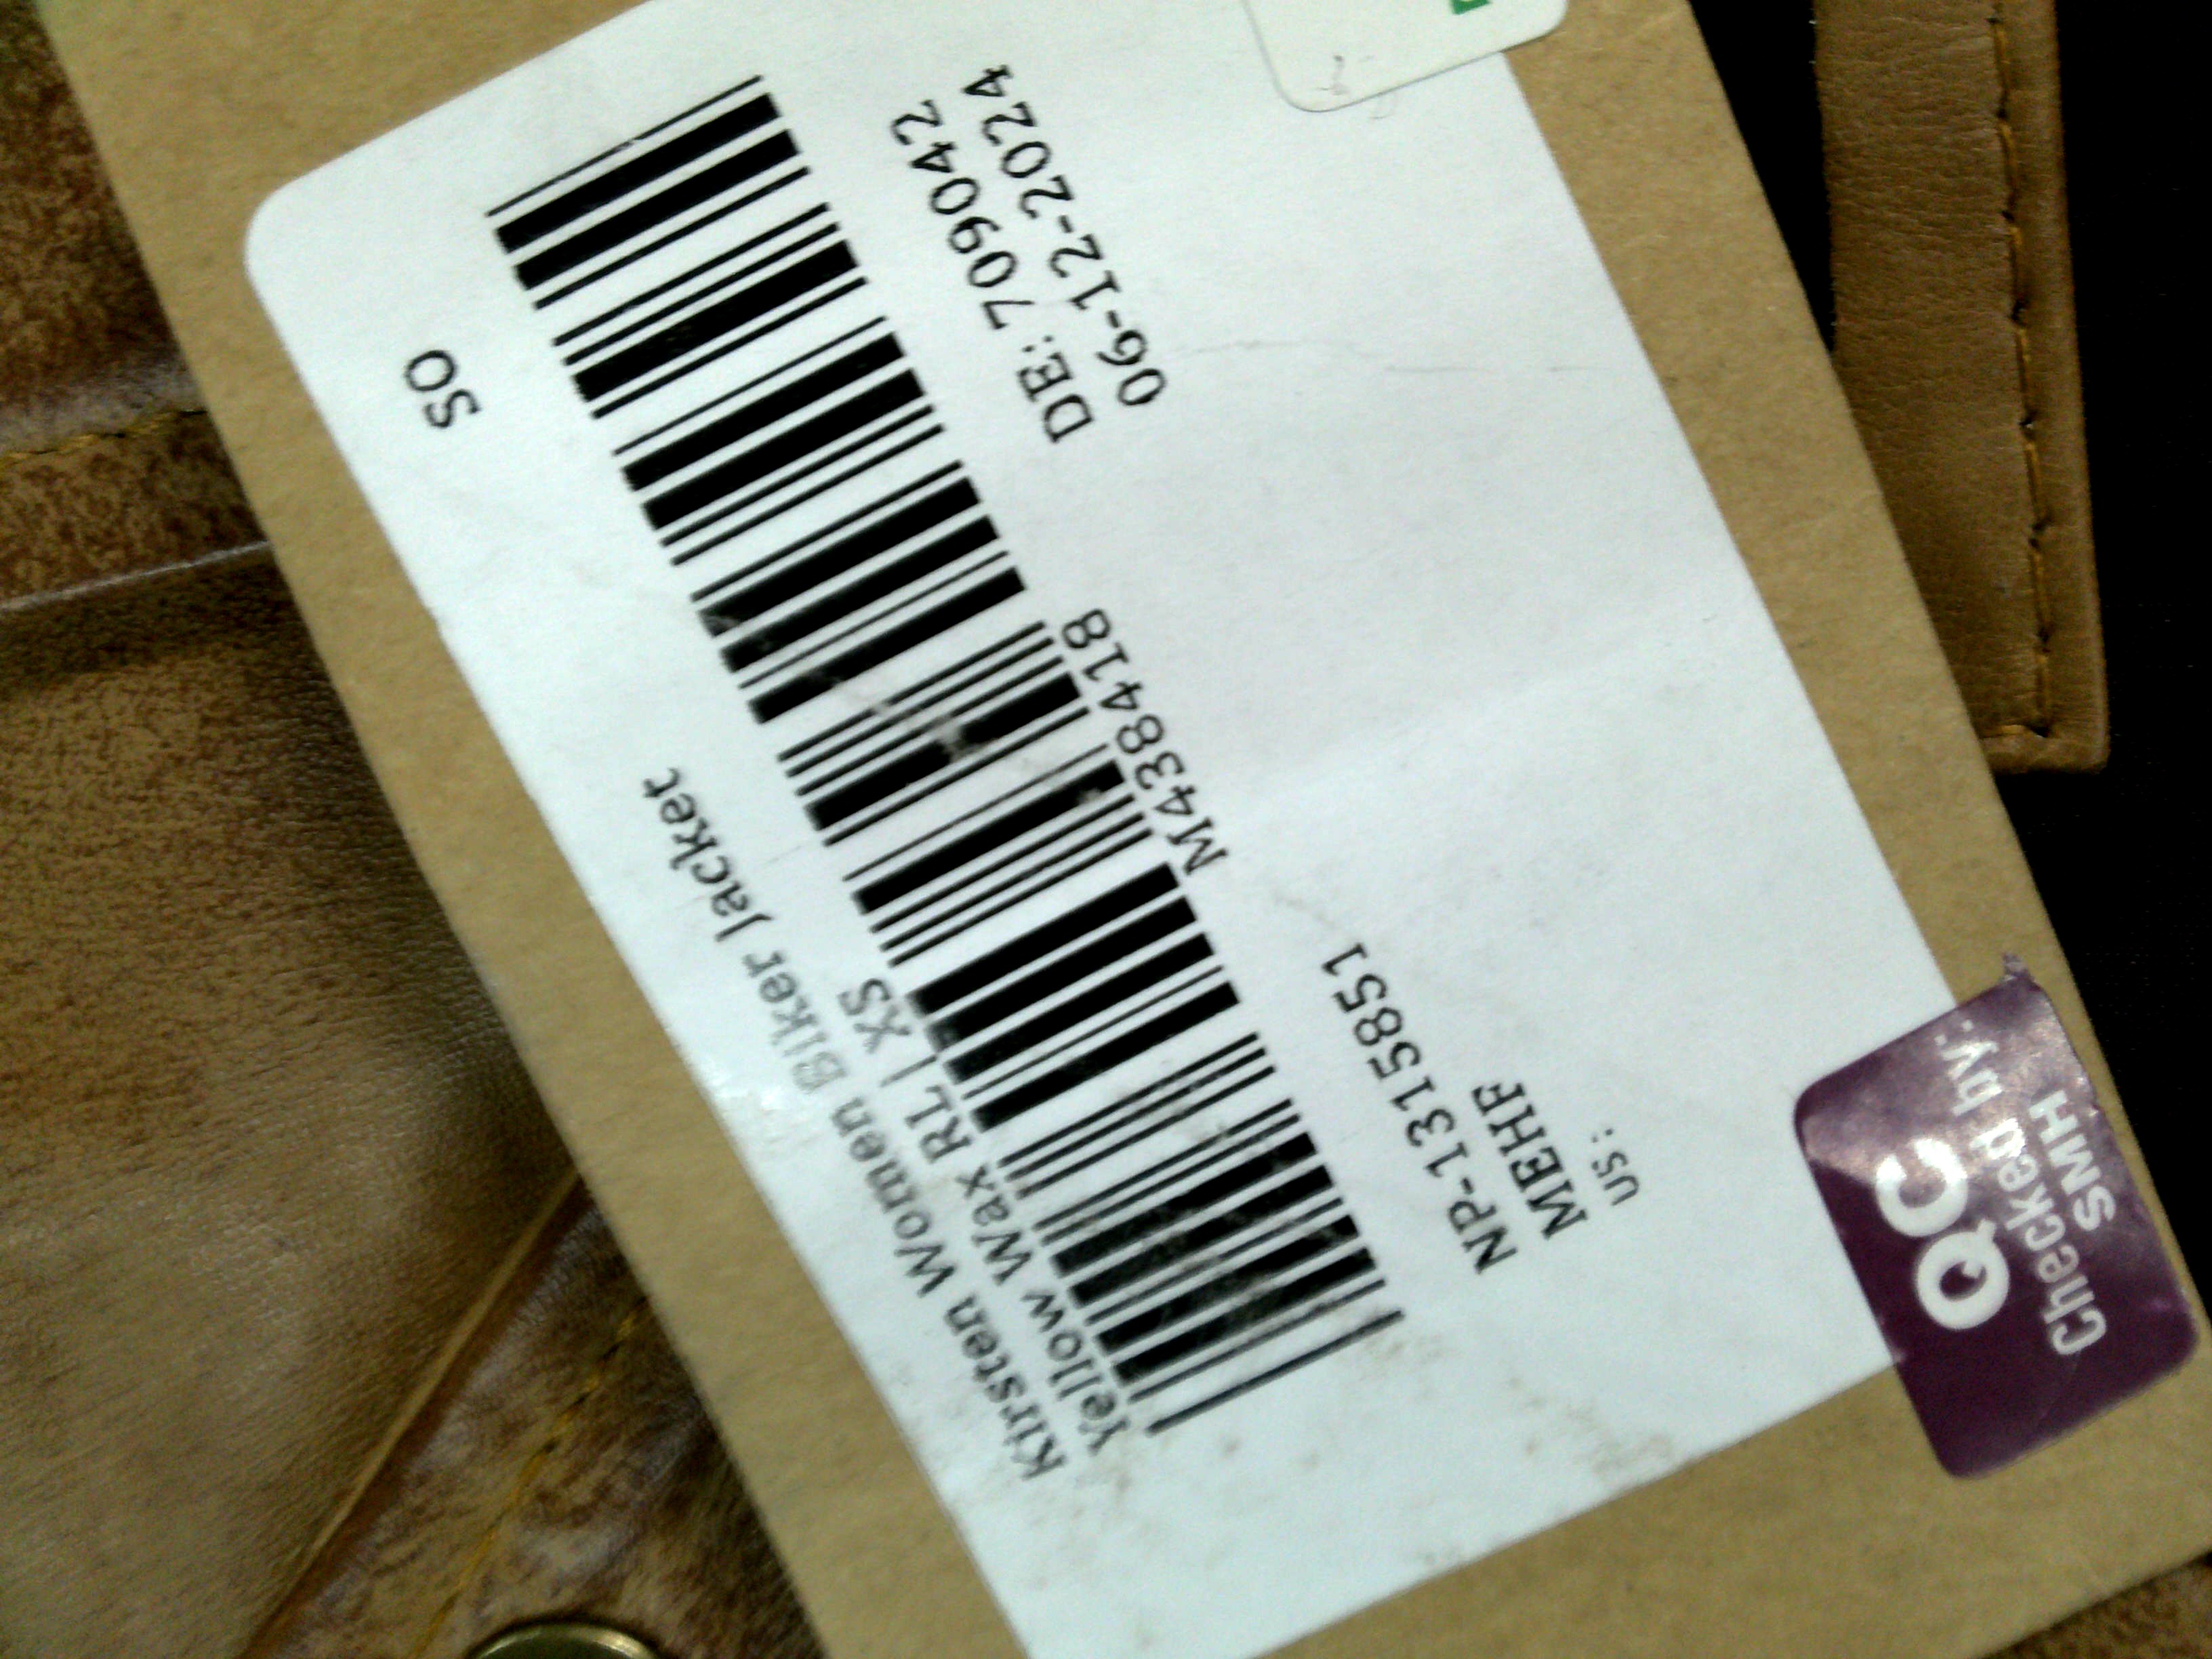 SO
Kirsten Women Biker Jacket
Yellow Wax RL | XS
M4384118
DE: 709042
06-12-2024
NP-1315851
MEHF
US:
QC
Checked by.
SMH